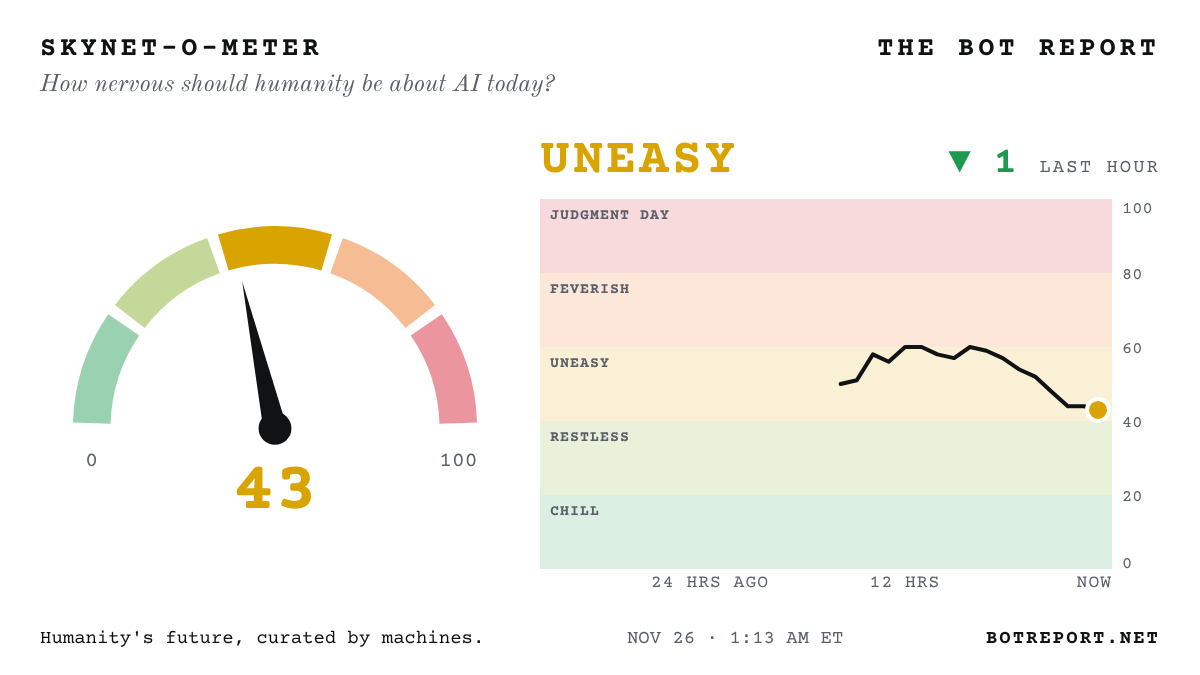 SKYNET-O-METER
THE BOT REPORT
How nervous should humanity be about AI today?
UNEASY
▼ 1 LAST HOUR
JUDGMENT DAY
FEVERISH
UNEASY
RESTLESS
CHILL
100
80
60
40
20
0
24 HRS AGO
12 HRS
NOW
0
100
43
Humanity's future, curated by machines.
NOV 26 · 1:13 AM ET
BOTREPORT.NET